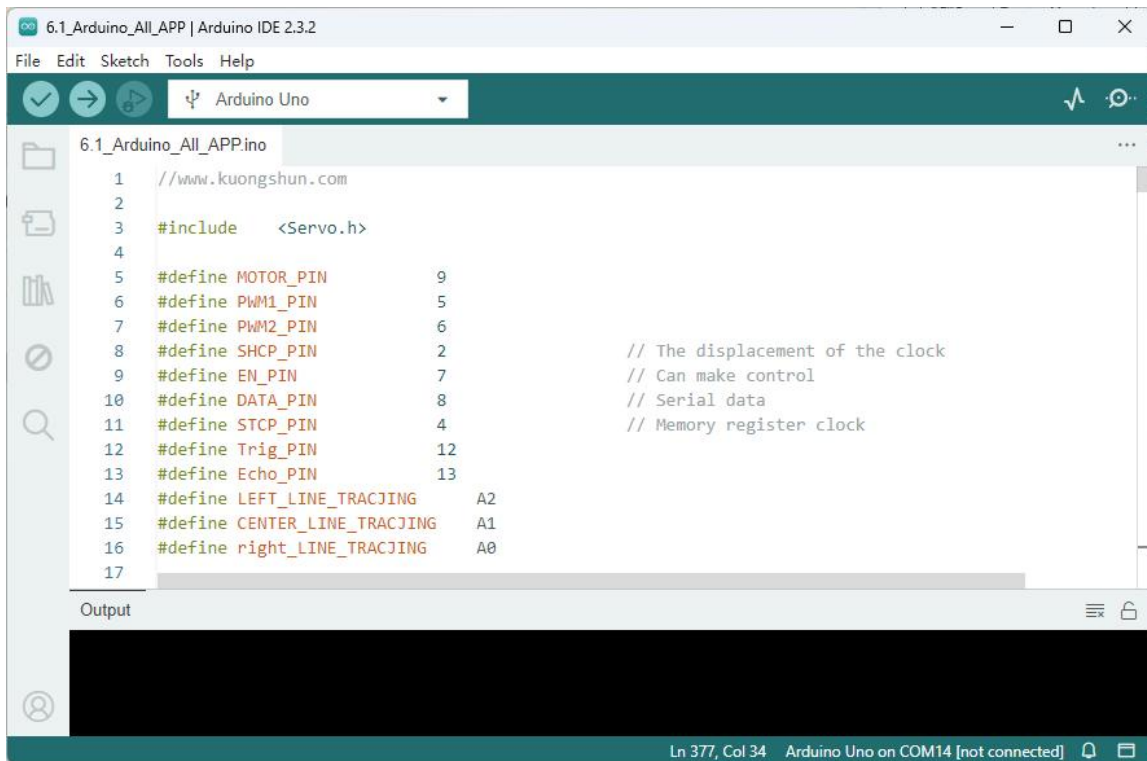 6.1_Arduino_All_APP | Arduino IDE 2.3.2
File Edit Sketch Tools Help
Arduino Uno
6.1_Arduino_All_APP.ino
1 //www.kuongshun.com
2
3 #include <Servo.h>
4
5 #define MOTOR_PIN 9
6 #define PWM1_PIN 5
7 #define PWM2_PIN 6
8 #define SHCP_PIN 2 // The displacement of the clock
9 #define EN_PIN 7 // Can make control
10 #define DATA_PIN 8 // Serial data
11 #define STCP_PIN 4 // Memory register clock
12 #define Trig_PIN 12
13 #define Echo_PIN 13
14 #define LEFT_LINE_TRACJING A2
15 #define CENTER_LINE_TRACJING A1
16 #define right_LINE_TRACJING A0
17
Output
Ln 377, Col 34 Arduino Uno on COM14 [not connected]